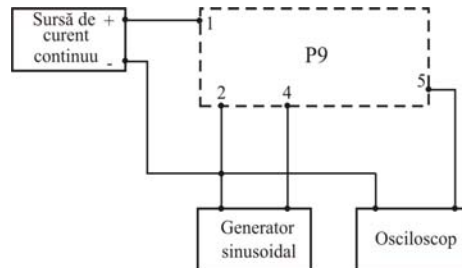 Sursă de
curent
continuu
+
-
1
P9
5
2
4
Generator
sinusoidal
Osciloscop